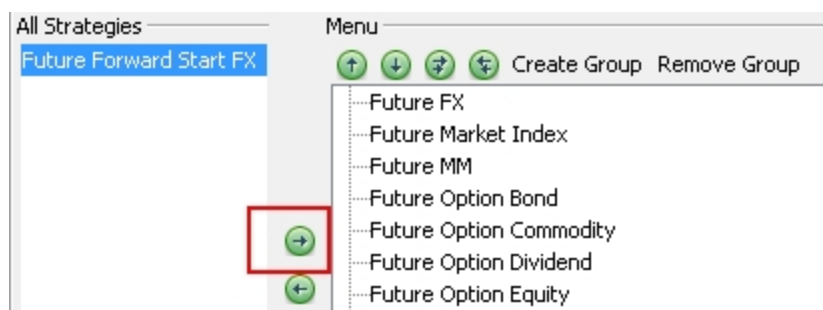 All Strategies
Menu
Future Forward Start FX
Create Group Remove Group
Future FX
Future Market Index
Future MM
Future Option Bond
Future Option Commodity
Future Option Dividend
Future Option Equity